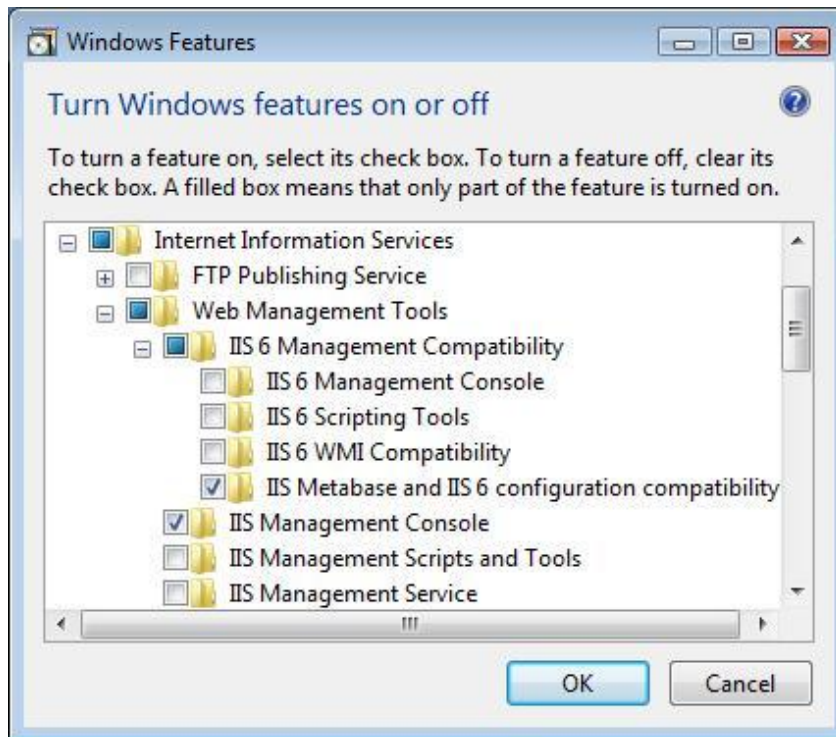 Windows Features
Turn Windows features on or off
To turn a feature on, select its check box. To turn a feature off, clear its
check box. A filled box means that only part of the feature is turned on.
Internet Information Services
FTP Publishing Service
Web Management Tools
IIS 6 Management Compatibility
IIS 6 Management Console
IIS 6 Scripting Tools
IIS 6 WMI Compatibility
IIS Metabase and IIS 6 configuration compatibility
IIS Management Console
IIS Management Scripts and Tools
IIS Management Service
OK Cancel